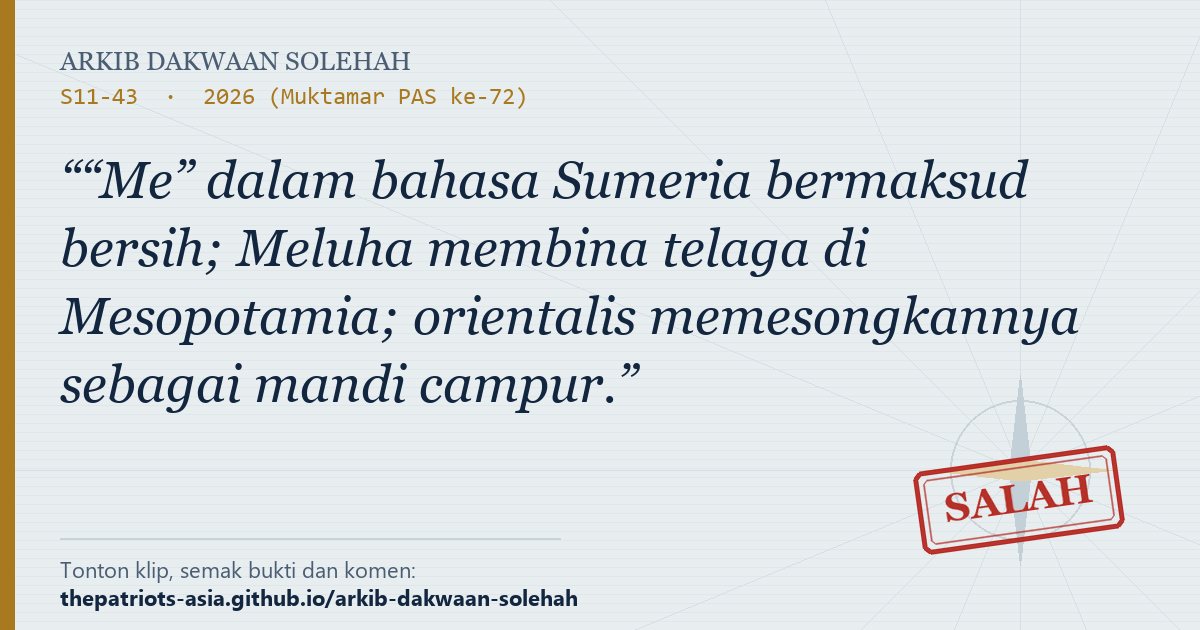 ARKIB DAKWAAN SOLEHAH
S11-43 · 2026 (Muktamar PAS ke-72)
““Me” dalam bahasa Sumeria bermaksud
bersih; Meluha membina telaga di
Mesopotamia; orientalis memesongkannya
sebagai mandi campur.”
SALAH
Tonton klip, semak bukti dan komen:
thepatriots-asia.github.io/arkib-dakwaan-solehah